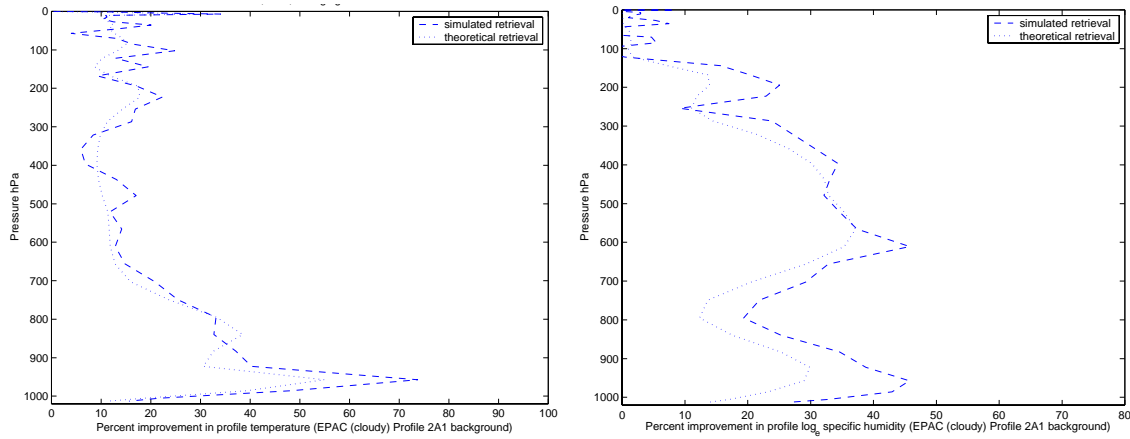 simulated retrieval
theoretical retrieval
0
100
200
300
400
500
600
700
800
900
1000
Pressure hPa
0 10 20 30 40 50 60 70 80 90 100
Percent improvement in profile temperature (EPAC (cloudy) Profile 2A1 background)
simulated retrieval
theoretical retrieval
0
100
200
300
400
500
600
700
800
900
1000
Pressure hPa
0 10 20 30 40 50 60 70 80
Percent improvement in profile log_e specific humidity (EPAC (cloudy) Profile 2A1 background)